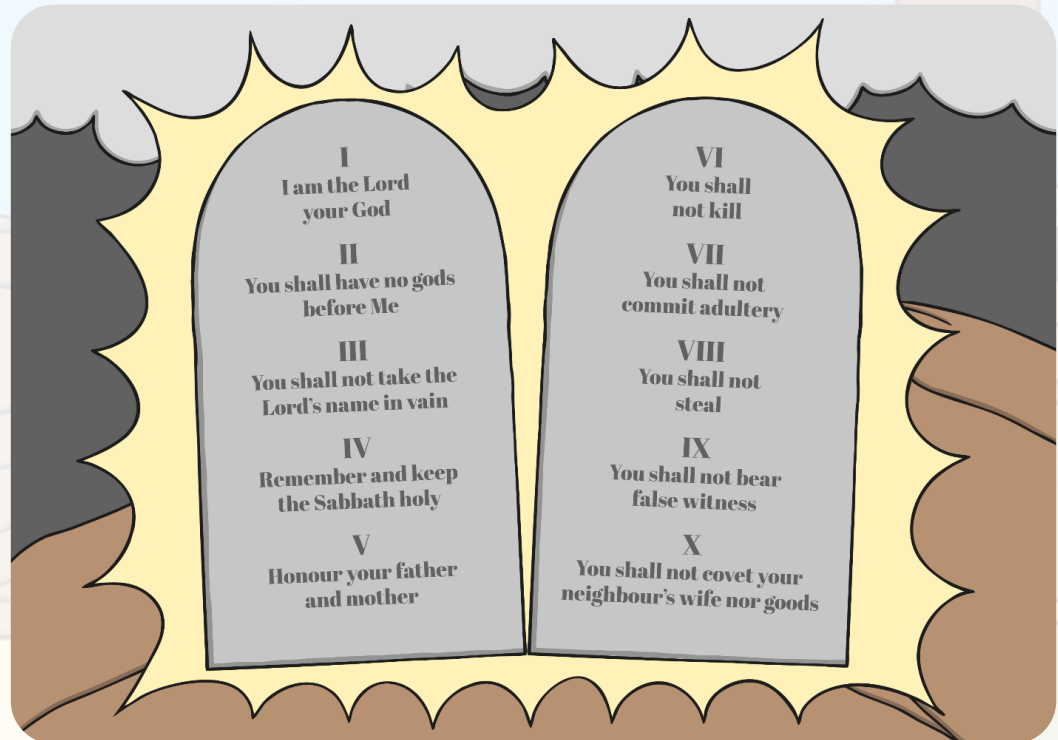 I
I am the Lord
your God
II
You shall have no gods
before Me
III
You shall not take the
Lord's name in vain
IV
Remember and keep
the Sabbath holy
V
Honour your father
and mother
VI
You shall
not kill
VII
You shall not
commit adultery
VIII
You shall not
steal
IX
You shall not bear
false witness
X
You shall not covet your
neighbour's wife nor goods